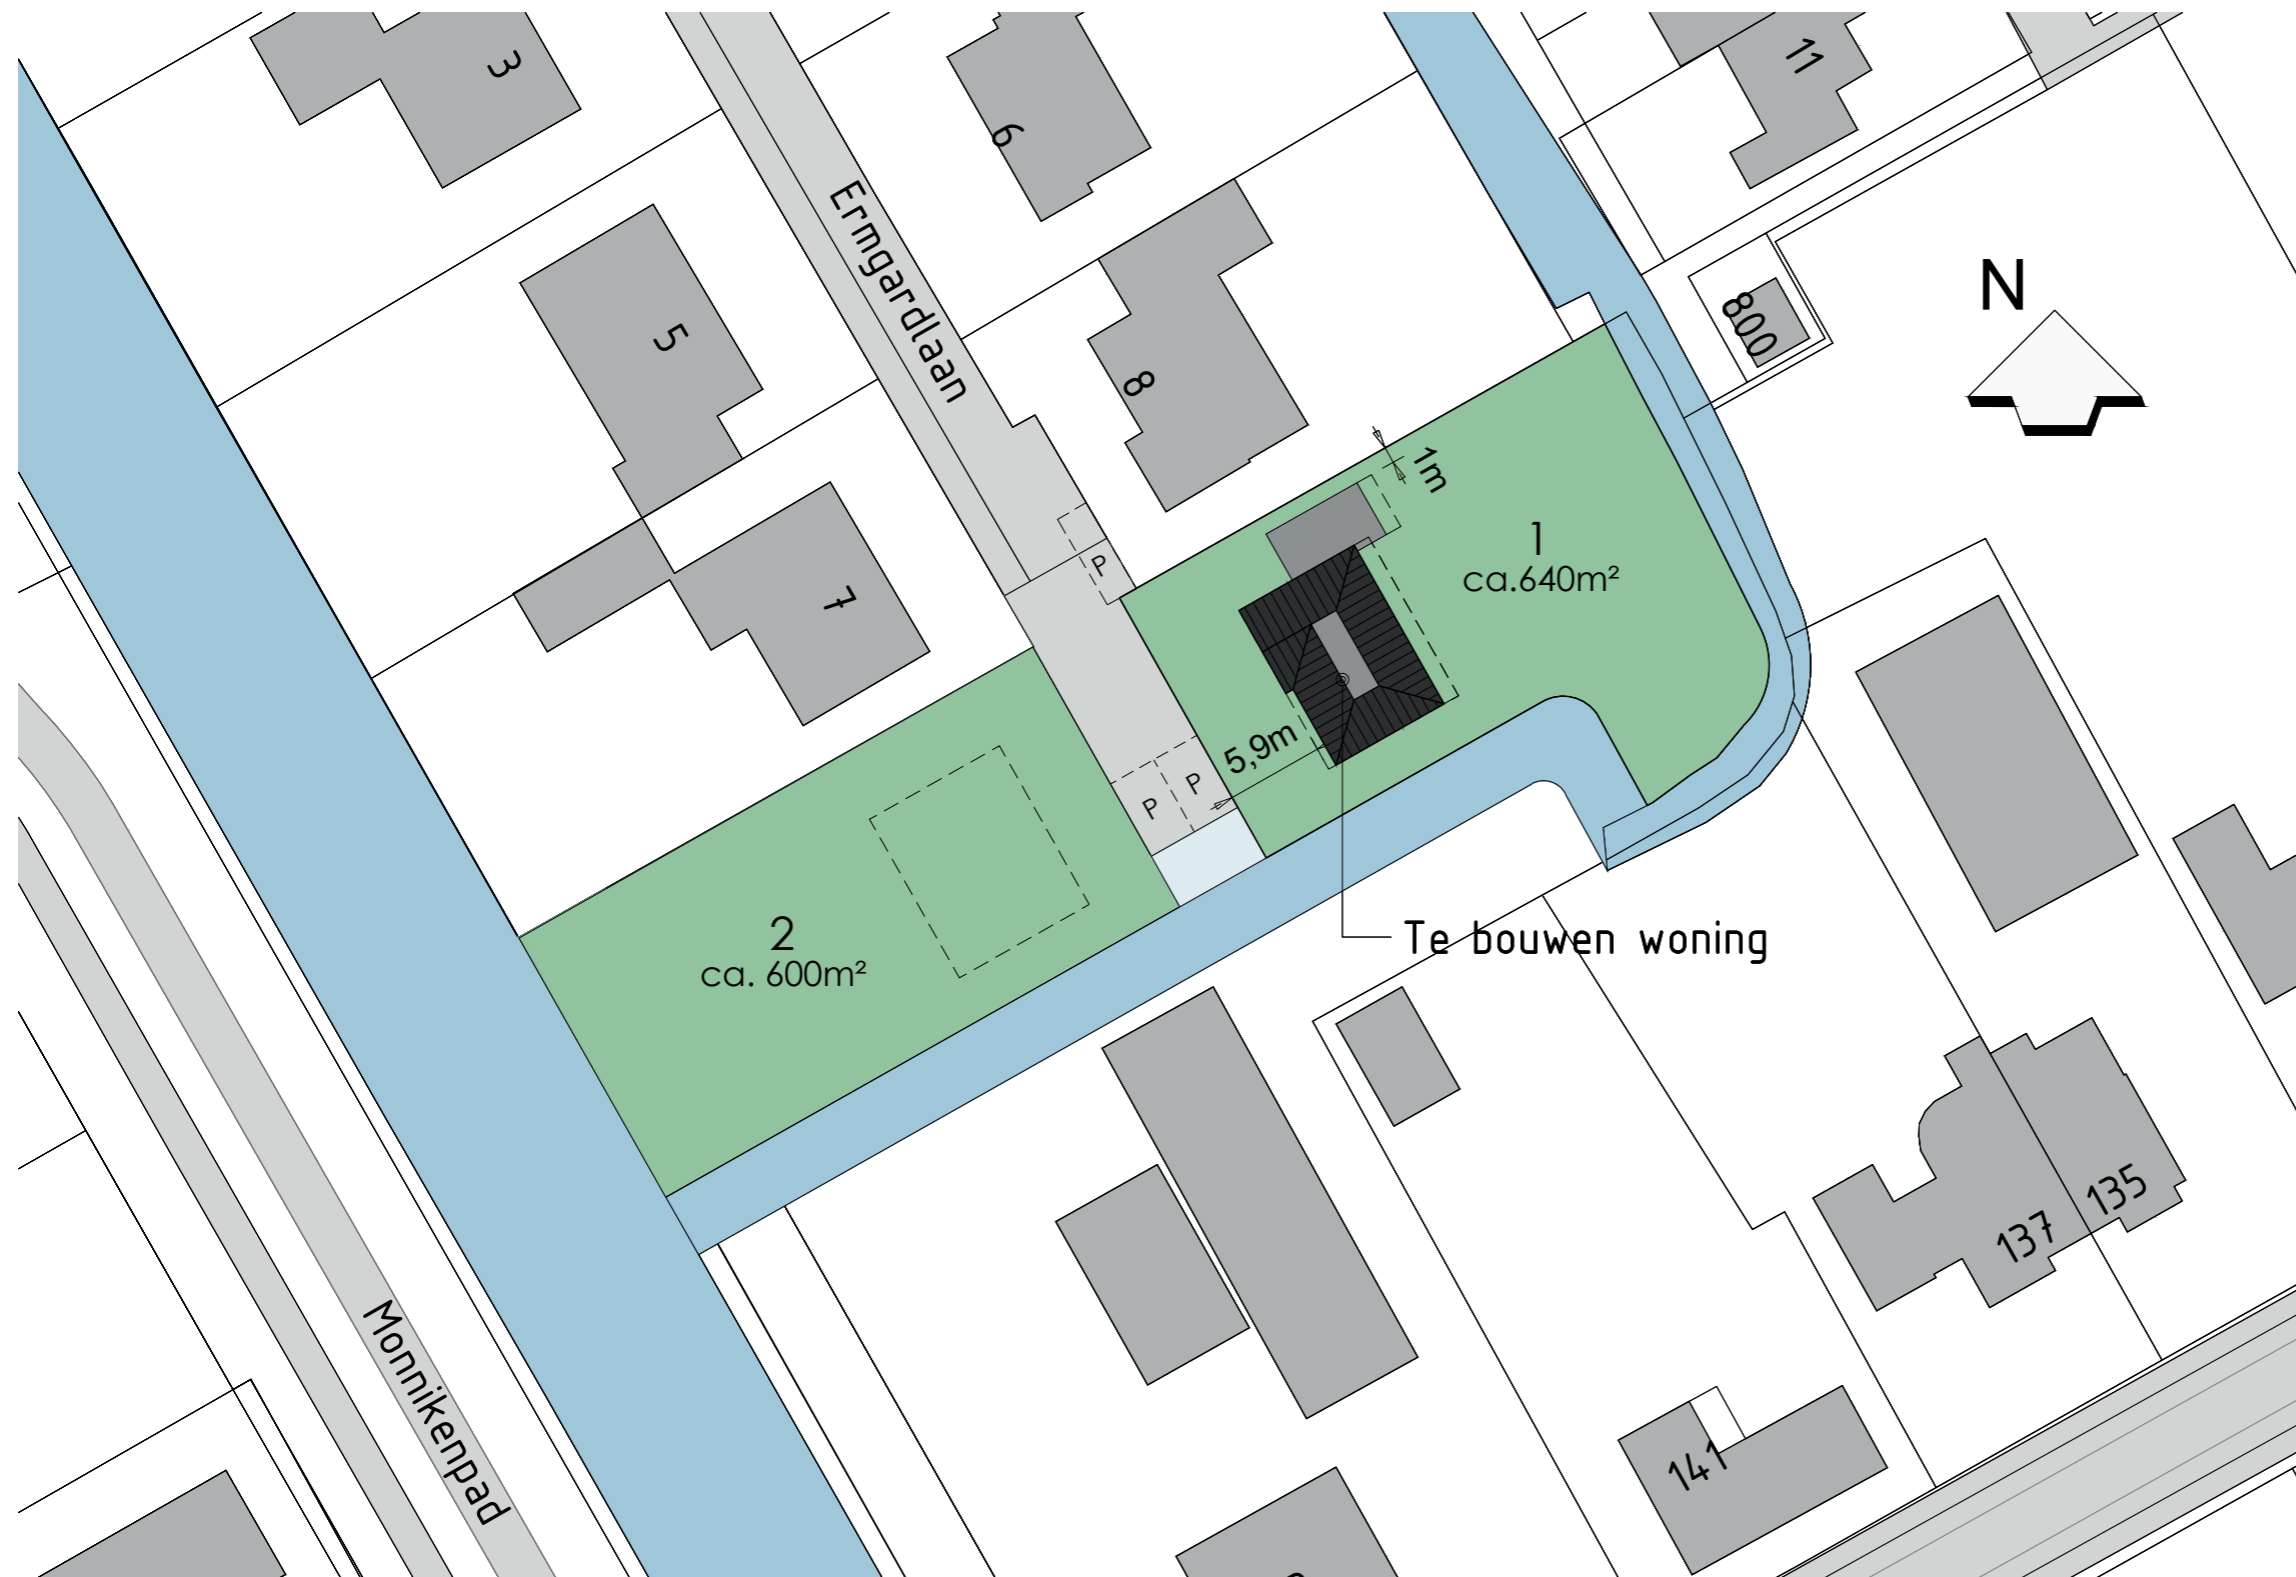 3
6
11
Ermgardlaan
N
5
8
800
1m
P
1
ca.640m²
7
5,9m
P
P
2
ca. 600m²
Te bouwen woning
135
137
Monnikenpad
141